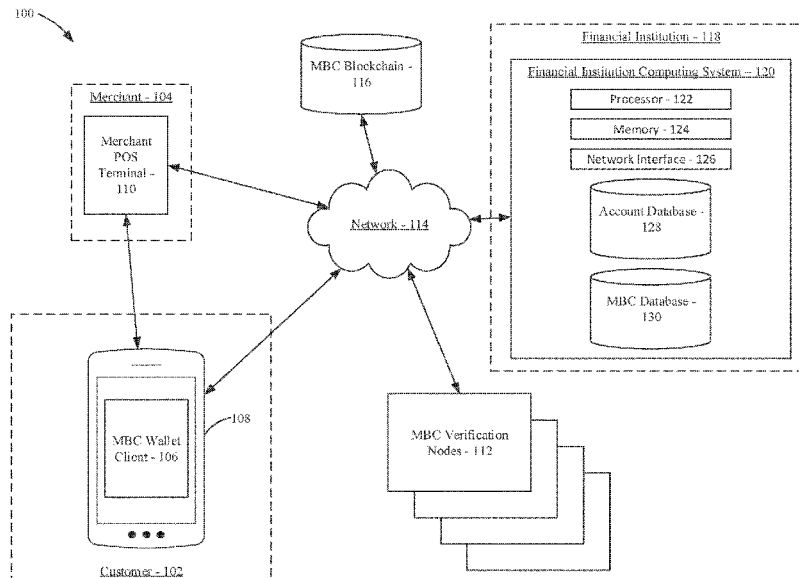 100
Merchant - 104
Merchant
POS
Terminal -
110
MBC Blockchain -
116
Financial Institution - 118
Financial Institution Computing System – 120
Processor - 122
Memory - 124
Network Interface - 126
Account Database -
128
MBC Database -
130
Network - 114
MBC Wallet
Client - 106
108
Customer - 102
MBC Verification
Nodes - 112